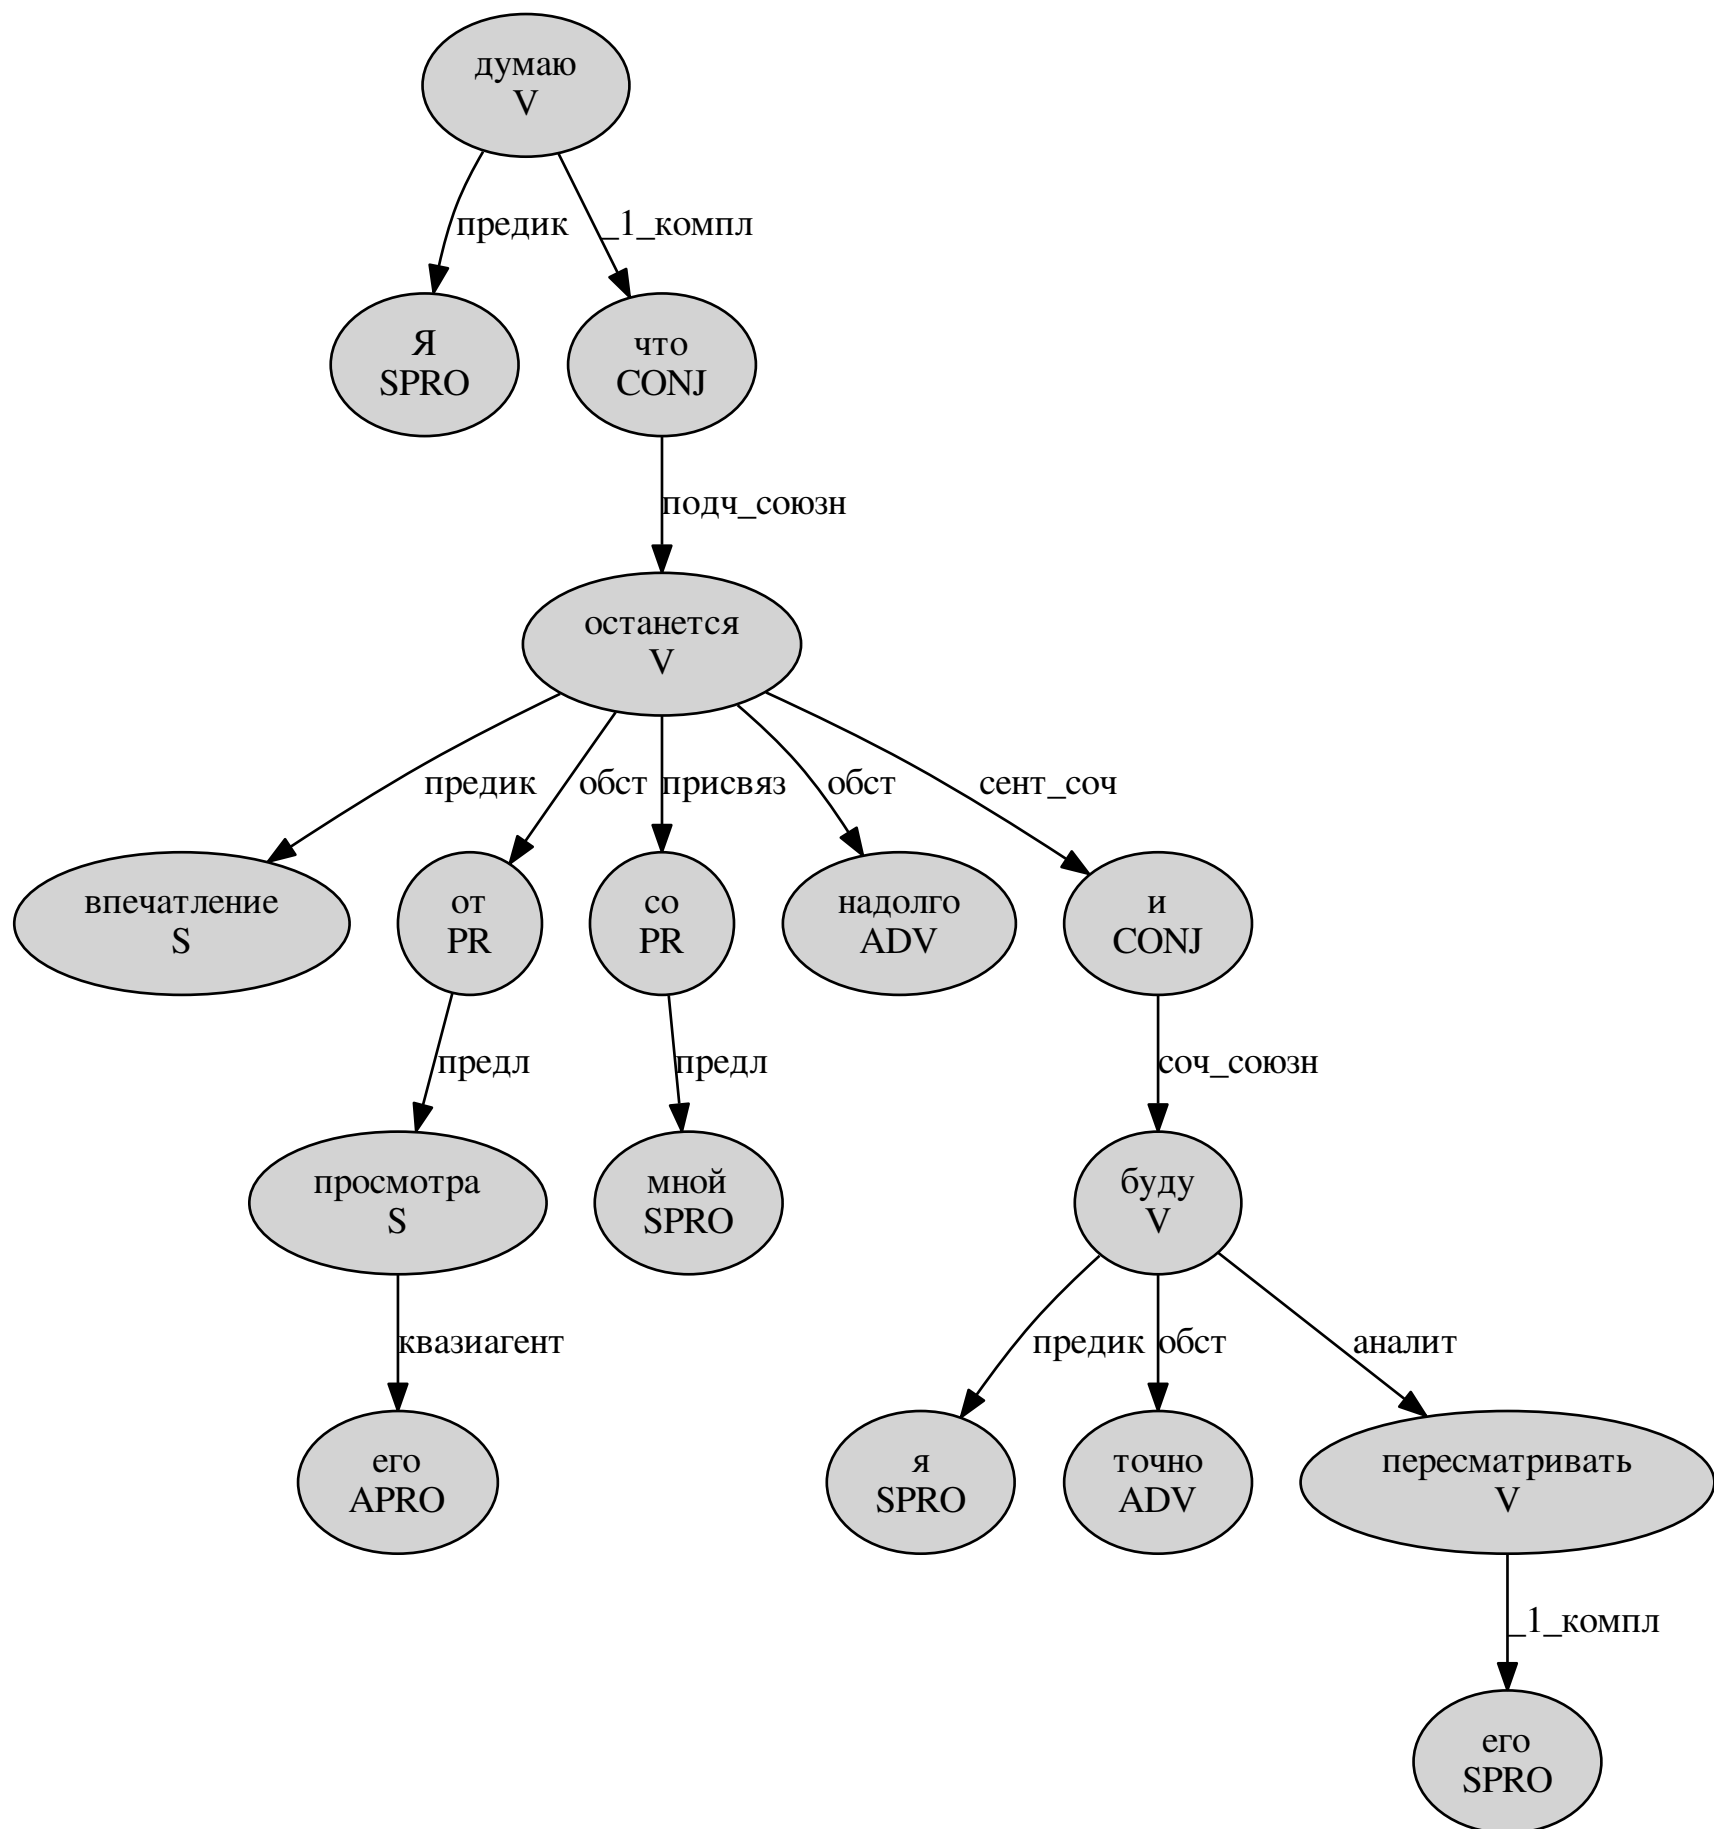 думаю
V
предик
_1_компл
Я
SPRO
что
CONJ
подч_союзн
останется
V
предик
обст
присвяз
обст
сент_соч
впечатление
S
от
PR
со
PR
надолго
ADV
и
CONJ
предл
предл
соч_союзн
просмотра
S
мной
SPRO
буду
V
квазиагент
предик
обст
аналит
его
APRO
я
SPRO
точно
ADV
пересматривать
V
_1_компл
его
SPRO